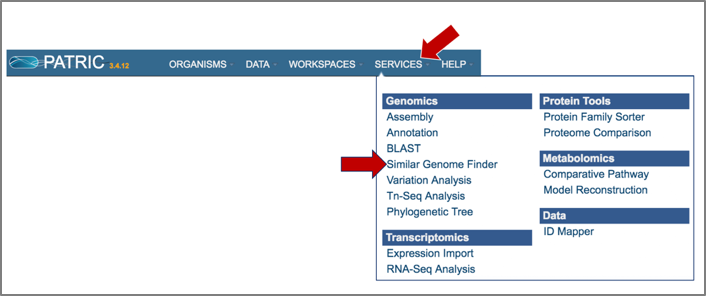 PATRIC 3.4.12 ORGANISMS DATA WORKSPACES SERVICES HELP
Genomics
Assembly
Annotation
BLAST
Similar Genome Finder
Variation Analysis
Tn-Seq Analysis
Phylogenetic Tree
Transcriptomics
Expression Import
RNA-Seq Analysis
Protein Tools
Protein Family Sorter
Proteome Comparison
Metabolomics
Comparative Pathway
Model Reconstruction
Data
ID Mapper